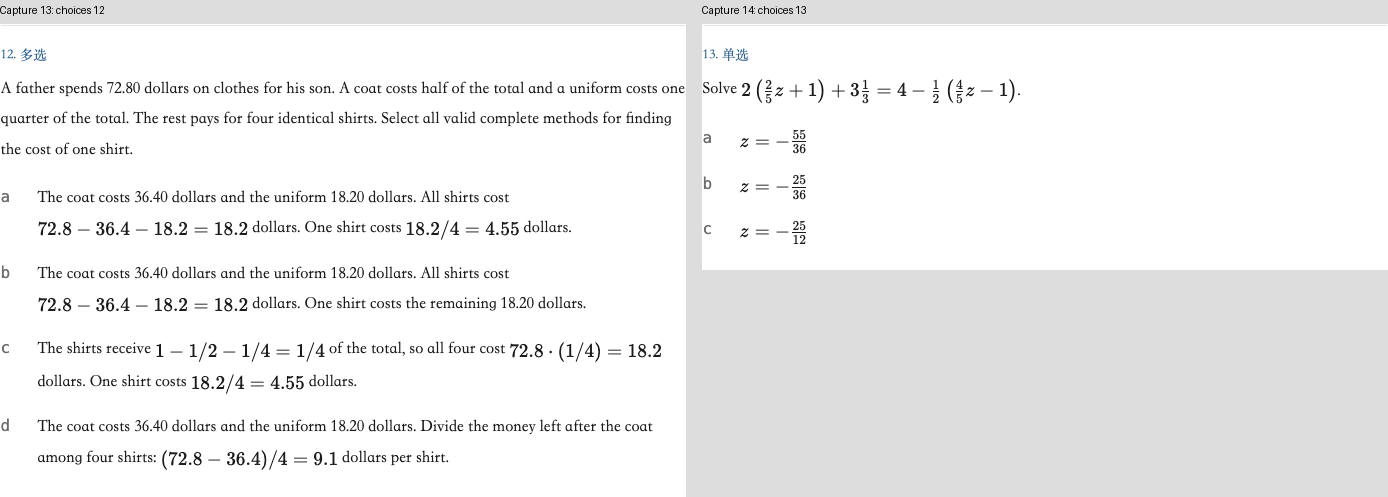 Capture 13: choices 12
12. 多选
A father spends 72.80 dollars on clothes for his son. A coat costs half of the total and a uniform costs one
quarter of the total. The rest pays for four identical shirts. Select all valid complete methods for finding
the cost of one shirt.
a The coat costs 36.40 dollars and the uniform 18.20 dollars. All shirts cost
72.8 − 36.4 − 18.2 = 18.2 dollars. One shirt costs 18.2/4 = 4.55 dollars.
b The coat costs 36.40 dollars and the uniform 18.20 dollars. All shirts cost
72.8 − 36.4 − 18.2 = 18.2 dollars. One shirt costs the remaining 18.20 dollars.
c The shirts receive 1 − 1/2 − 1/4 = 1/4 of the total, so all four cost 72.8 · (1/4) = 18.2
dollars. One shirt costs 18.2/4 = 4.55 dollars.
d The coat costs 36.40 dollars and the uniform 18.20 dollars. Divide the money left after the coat
among four shirts: (72.8 − 36.4)/4 = 9.1 dollars per shirt.
Capture 14: choices 13
13. 单选
Solve 2 (2/5 z + 1) + 3 1/3 = 4 − 1/2 (4/5 z − 1).
a z = − 55/36
b z = − 25/36
c z = − 25/12